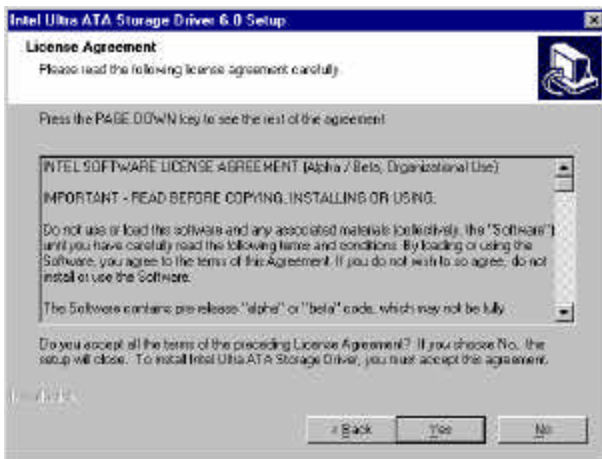 Intel Ultra ATA Storage Driver 6.0 Setup
License Agreement
Please read the following license agreement carefully.
Press the PAGE DOWN key to see the rest of the agreement.
INTEL SOFTWARE LICENSE AGREEMENT (Alpha / Beta, Organizational Use)
IMPORTANT - READ BEFORE COPYING, INSTALLING OR USING.
Do not use or load this software and any associated materials (collectively, the "Software")
until you have carefully read the following terms and conditions. By loading or using the
Software, you agree to the terms of this Agreement. If you do not wish to so agree, do not
install or use the Software.
The Software contains pre-release "alpha" or "beta" code, which may not be fully
Do you accept all the terms of the preceding License Agreement? If you choose No, the
setup will close. To install Intel Ultra ATA Storage Driver, you must accept this agreement.
< Back Yes No